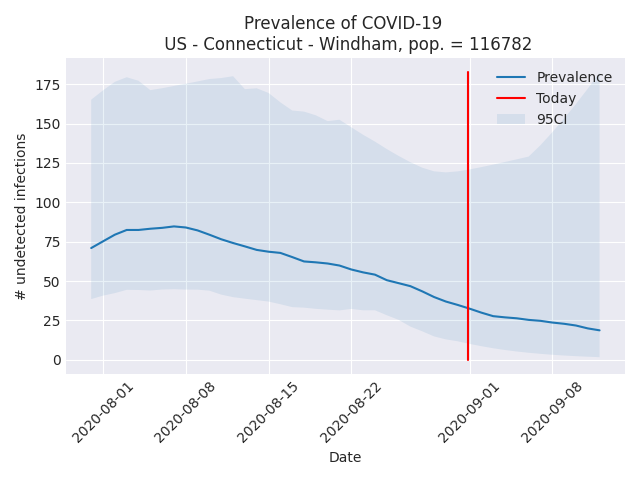 Prevalence of COVID-19
US - Connecticut - Windham, pop. = 116782
# undetected infections
175
150
125
100
75
50
25
0
Prevalence
Today
95CI
2020-08-01
2020-08-08
2020-08-15
2020-08-22
2020-09-01
2020-09-08
Date